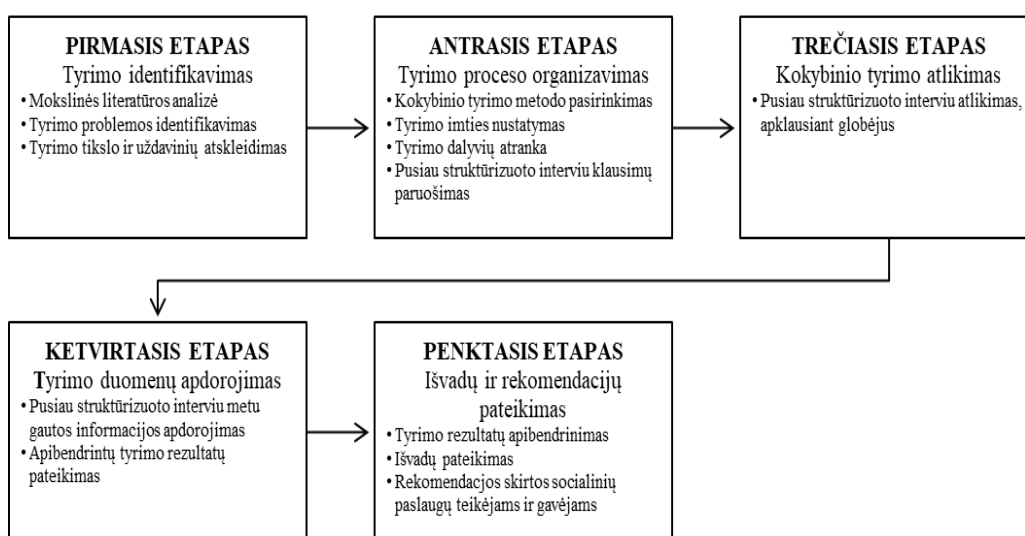 PIRMASIS ETAPAS
Tyrimo identifikavimas
• Mokslinės literatūros analizė
• Tyrimo problemos identifikavimas
• Tyrimo tikslo ir uždavinių atskleidimas
ANTRASIS ETAPAS
Tyrimo proceso organizavimas
• Kokybinio tyrimo metodo pasirinkimas
• Tyrimo imties nustatymas
• Tyrimo dalyvių atranka
• Pusiau struktūrizuoto interviu klausimų
paruošimas
TREČIASIS ETAPAS
Kokybinio tyrimo atlikimas
• Pusiau struktūrizuoto interviu atlikimas,
apklausiant globėjus
KETVIRTASIS ETAPAS
Tyrimo duomenų apdorojimas
• Pusiau struktūrizuoto interviu metu
gautos informacijos apdorojimas
• Apibendrintų tyrimo rezultatų
pateikimas
PENKTASIS ETAPAS
Išvadų ir rekomendacijų
pateikimas
• Tyrimo rezultatų apibendrinimas
• Išvadų pateikimas
• Rekomendacjos skirtos socialinių
paslaugų teikėjams ir gavėjams